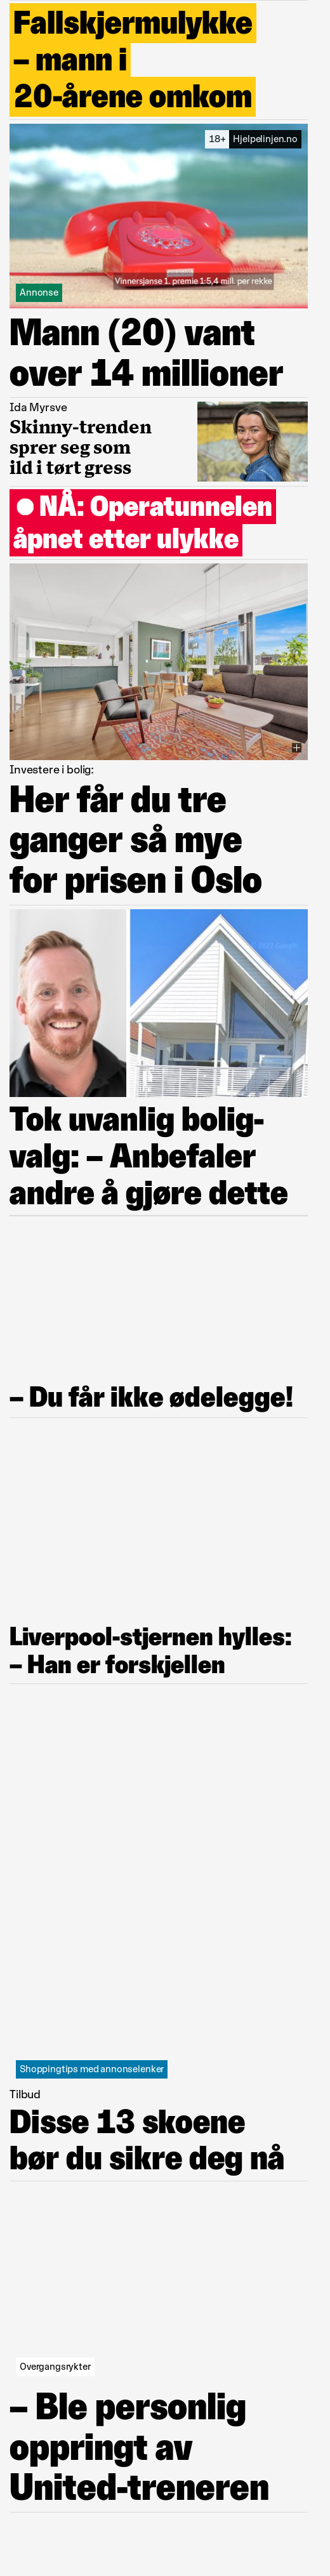 Fallskjermulykke
– mann i
20-årene omkom
18+ Hjelpelinjen.no
Vinnersjanse 1. premie 1:5,4 mill. per rekke
Annonse
Mann (20) vant
over 14 millioner
Ida Myrsve
Skinny-trenden
sprer seg som
ild i tørt gress
NÅ: Operatunnelen
åpnet etter ulykke
Investere i bolig:
Her får du tre
ganger så mye
for prisen i Oslo
Tok uvanlig bolig-
valg: – Anbefaler
andre å gjøre dette
– Du får ikke ødelegge!
Liverpool-stjernen hylles:
– Han er forskjellen
Shoppingtips med annonselenker
Tilbud
Disse 13 skoene
bør du sikre deg nå
Overgangsrykter
– Ble personlig
oppringt av
United-treneren